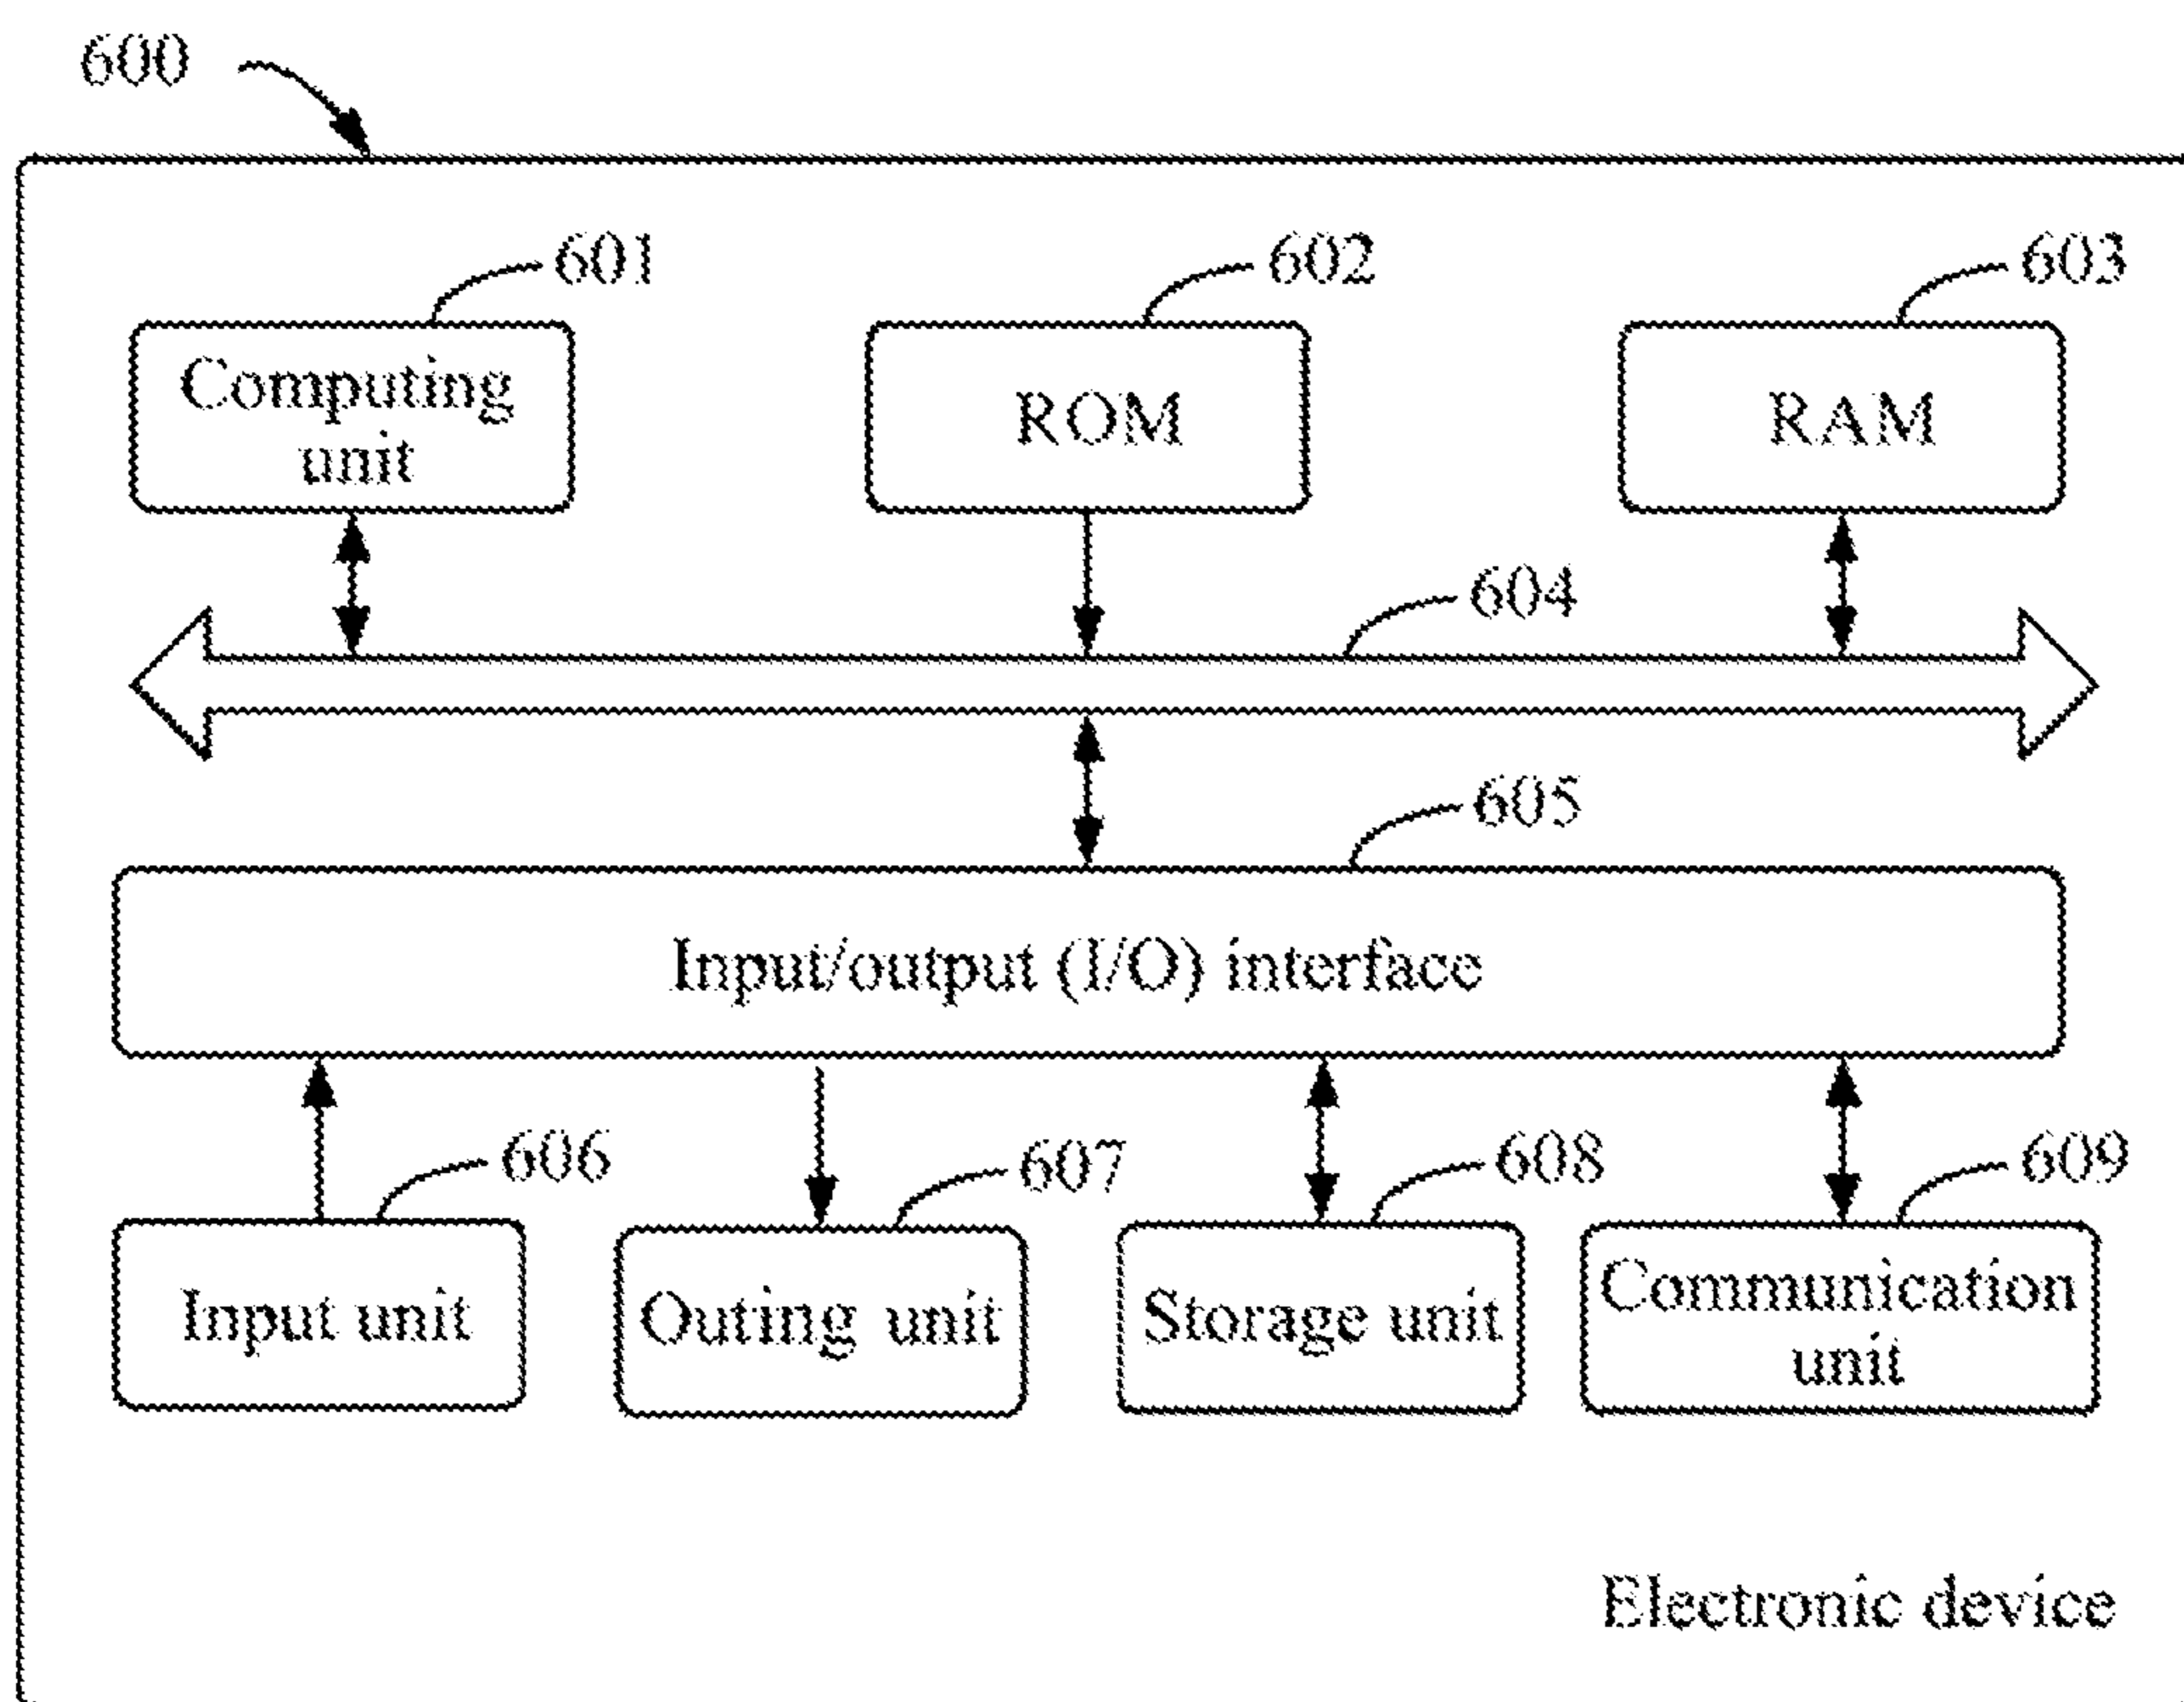 600
601
602
603
Computing
unit
ROM
RAM
604
605
Input/output (I/O) interface
606
607
608
609
Input unit
Outing unit
Storage unit
Communication
unit
Electronic device